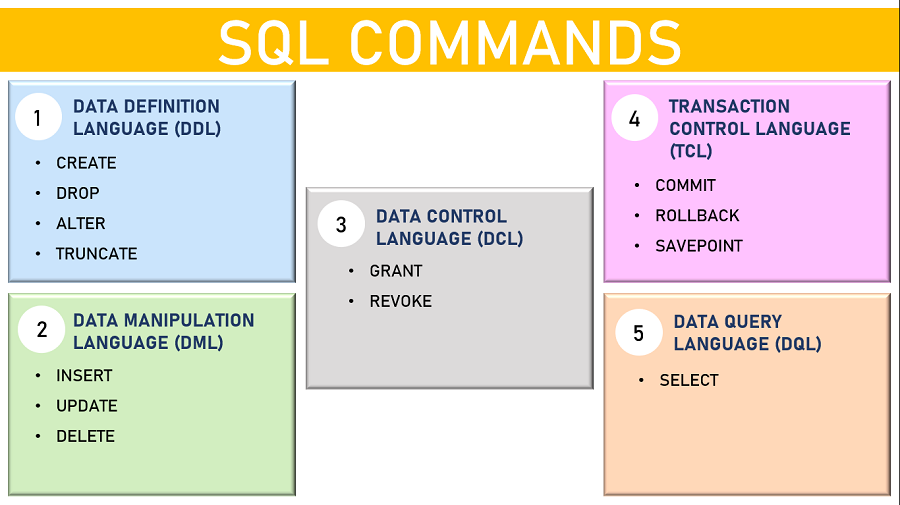 SQL COMMANDS
1
DATA DEFINITION
LANGUAGE (DDL)
• CREATE
• DROP
• ALTER
• TRUNCATE
2
DATA MANIPULATION
LANGUAGE (DML)
• INSERT
• UPDATE
• DELETE
3
DATA CONTROL
LANGUAGE (DCL)
• GRANT
• REVOKE
4
TRANSACTION
CONTROL LANGUAGE
(TCL)
• COMMIT
• ROLLBACK
• SAVEPOINT
5
DATA QUERY
LANGUAGE (DQL)
• SELECT